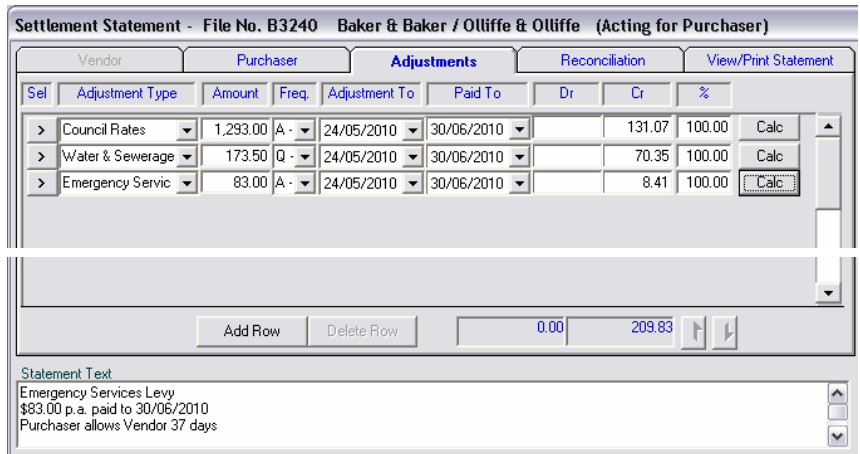 Settlement Statement - File No. B3240 Baker & Baker / Olliffe & Olliffe (Acting for Purchaser)
Vendor Purchaser Adjustments Reconciliation View/Print Statement
Sel Adjustment Type Amount Freq. Adjustment To Paid To Dr Cr %
> Council Rates 1,293.00 A - 24/05/2010 30/06/2010 131.07 100.00 Calc
> Water & Sewerage 173.50 Q - 24/05/2010 30/06/2010 70.35 100.00 Calc
> Emergency Servic 83.00 A - 24/05/2010 30/06/2010 8.41 100.00 Calc
Add Row Delete Row 0.00 209.83
Statement Text
Emergency Services Levy
$83.00 p.a. paid to 30/06/2010
Purchaser allows Vendor 37 days